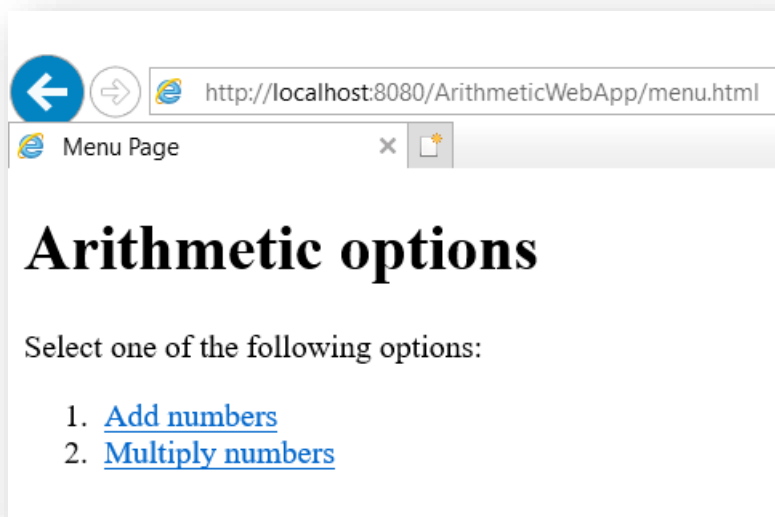 http://localhost:8080/ArithmeticWebApp/menu.html
Menu Page
Arithmetic options
Select one of the following options:
1. Add numbers
2. Multiply numbers